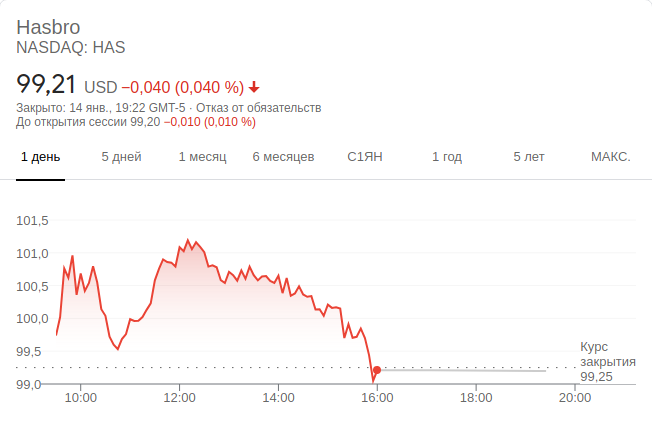 Hasbro
NASDAQ: HAS
99,21 USD −0,040 (0,040 %)
Закрыто: 14 янв., 19:22 GMT-5 · Отказ от обязательств
До открытия сессии 99,20 −0,010 (0,010 %)
1 день 5 дней 1 месяц 6 месяцев С1ЯН 1 год 5 лет МАКС.
101,5
101,0
100,5
100,0
99,5
99,0
Курс
закрытия
99,25
10:00 12:00 14:00 16:00 18:00 20:00